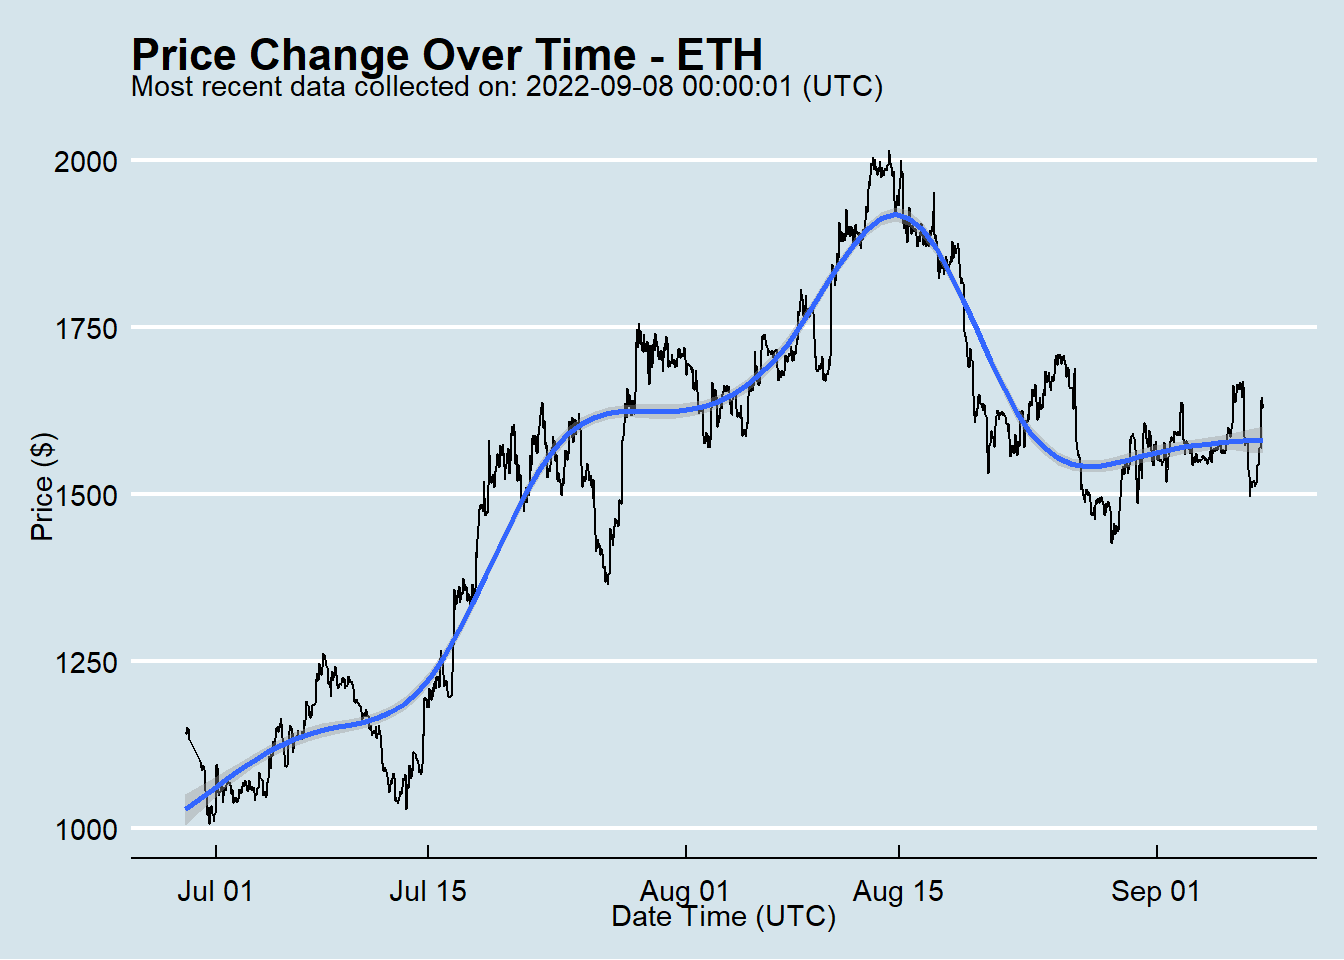 Price Change Over Time - ETH
Most recent data collected on: 2022-09-08 00:00:01 (UTC)
Price ($)
2000
1750
1500
1250
1000
Jul 01
Jul 15
Aug 01
Aug 15
Sep 01
Date Time (UTC)